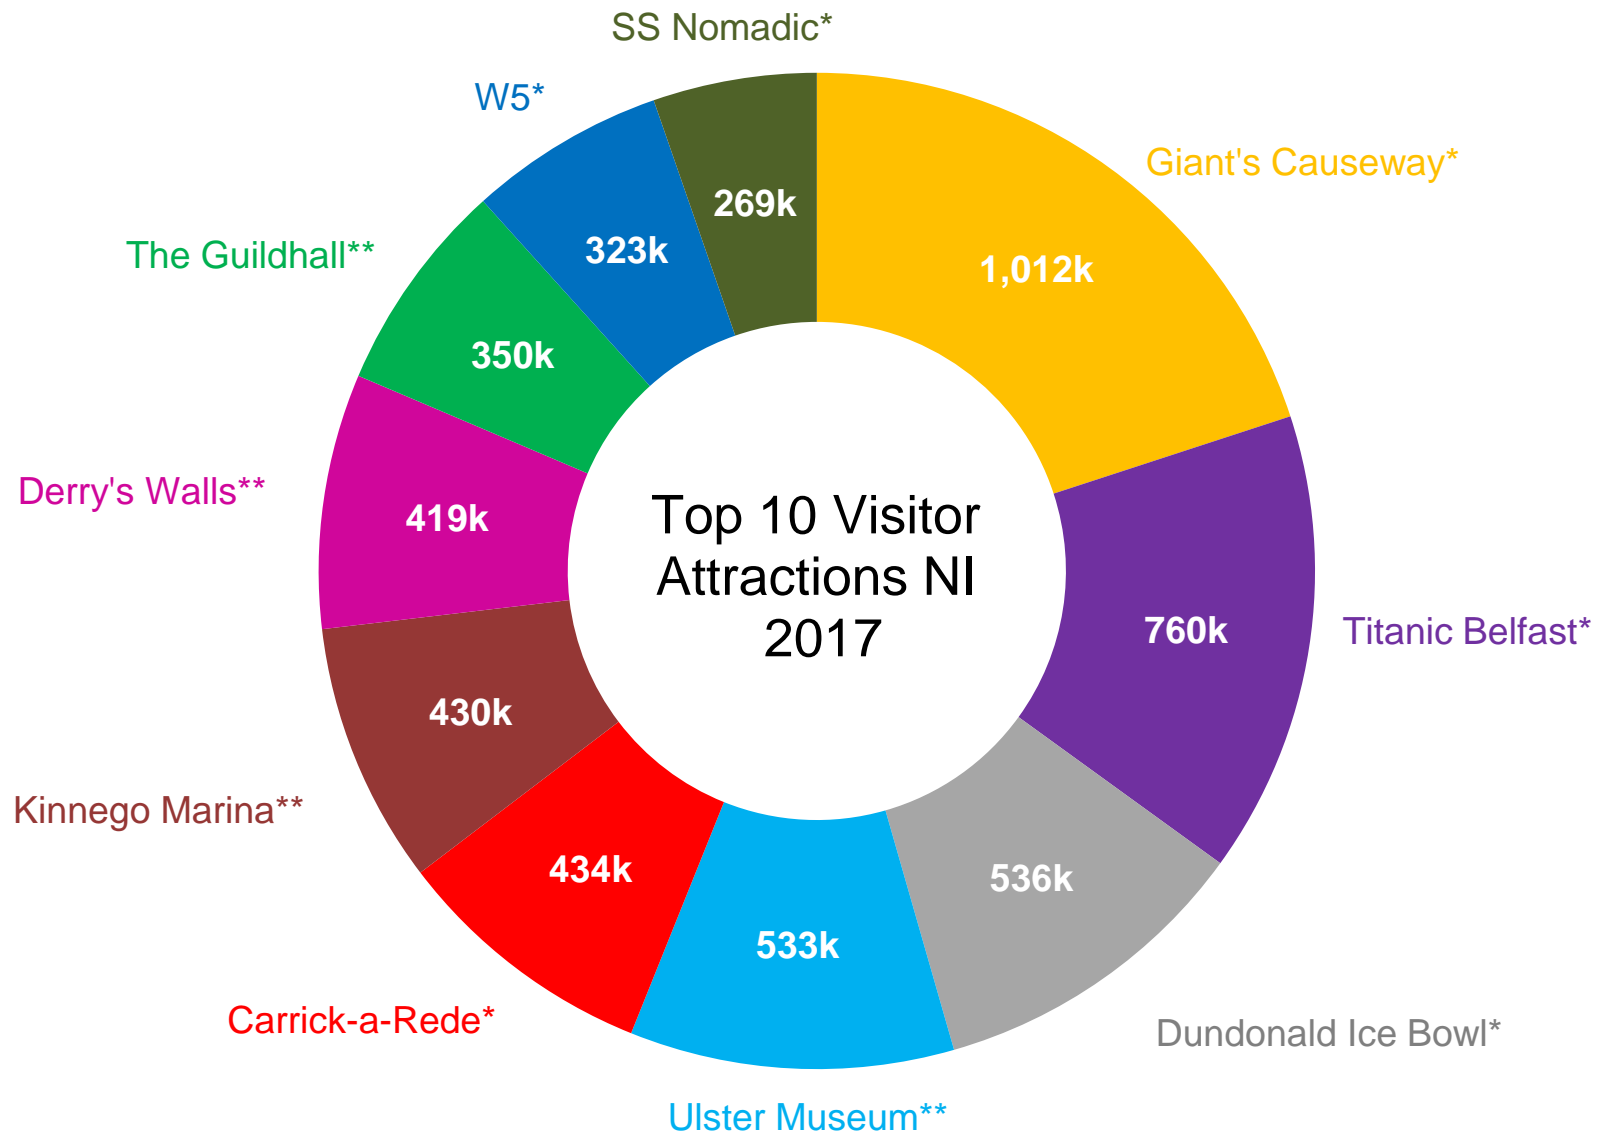 SS Nomadic*
W5*
Giant's Causeway*
269k
The Guildhall**
323k
1,012k
350k
Derry's Walls**
419k
Top 10 Visitor
Attractions NI
2017
760k
Titanic Belfast*
430k
Kinnego Marina**
434k
536k
533k
Carrick-a-Rede*
Dundonald Ice Bowl*
Ulster Museum**